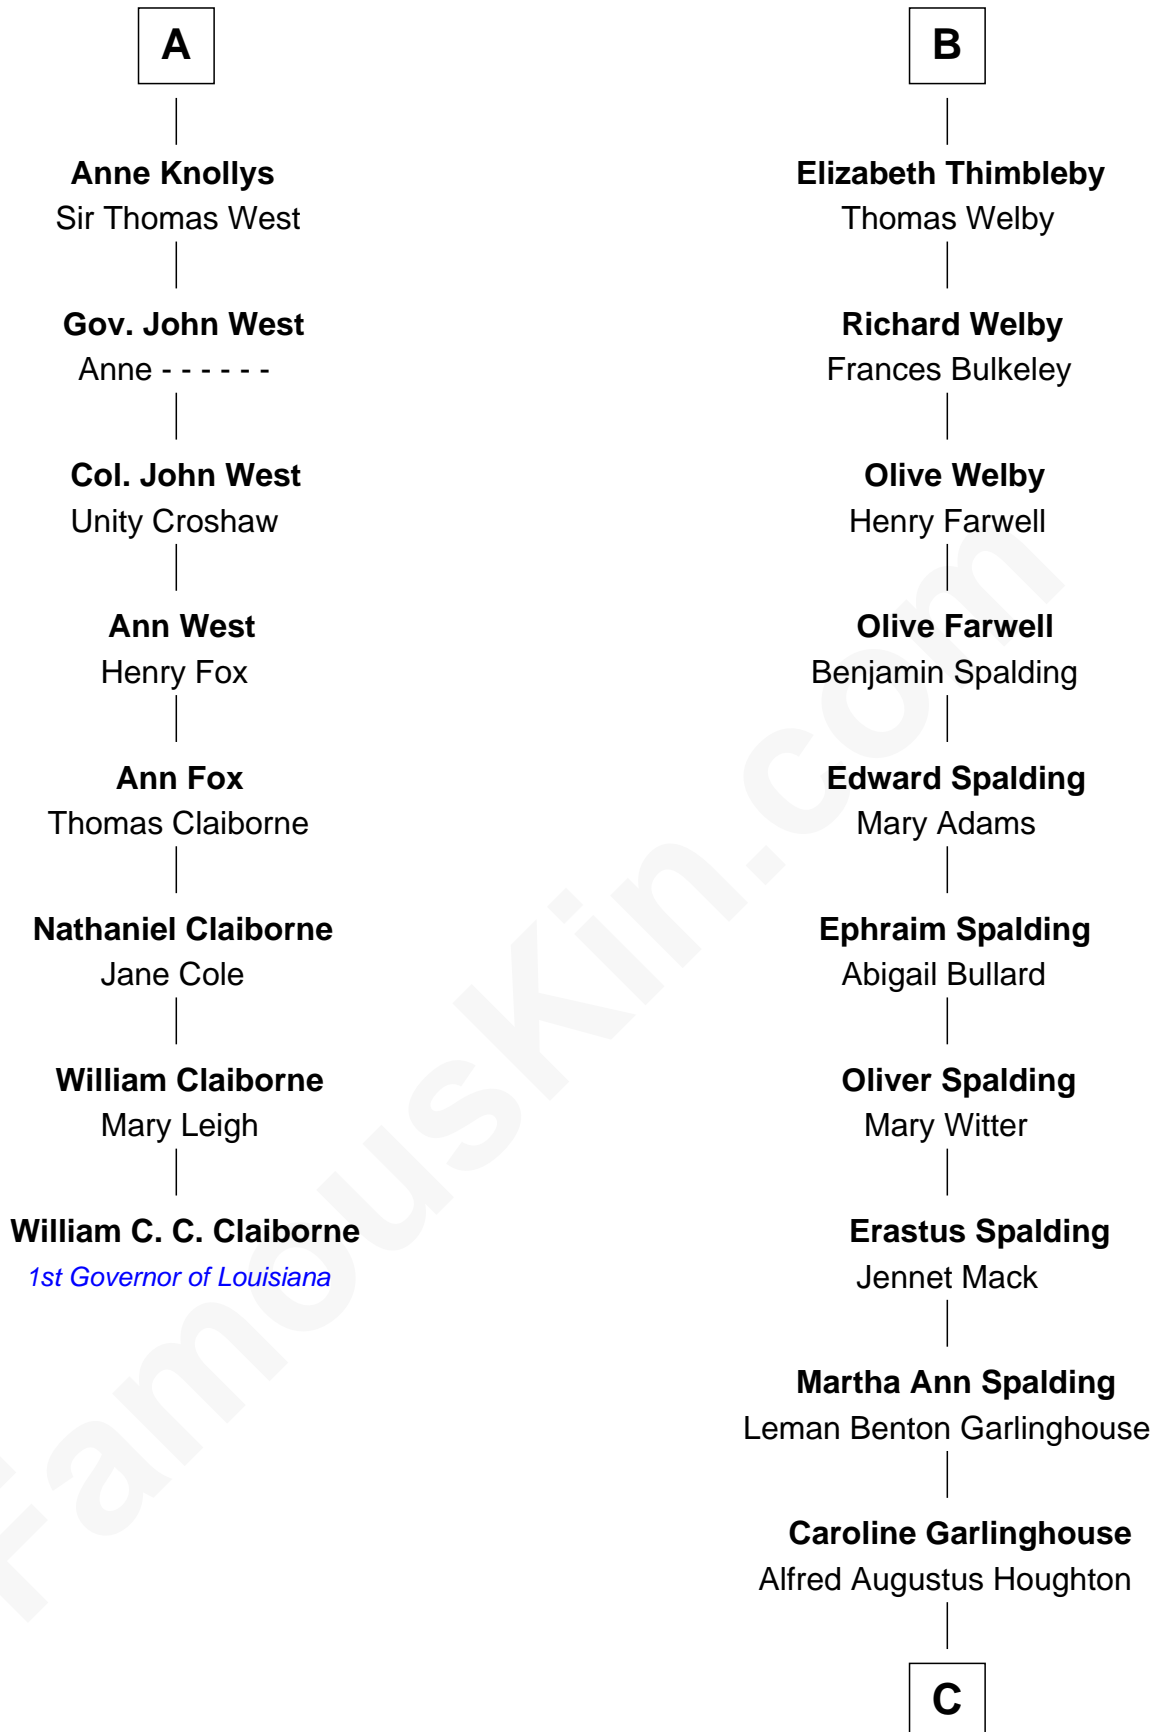 A
Anne Knollys
Sir Thomas West
Gov. John West
Anne - - - - - -
Col. John West
Unity Croshaw
Ann West
Henry Fox
Ann Fox
Thomas Claiborne
Nathaniel Claiborne
Jane Cole
William Claiborne
Mary Leigh
William C. C. Claiborne
1st Governor of Louisiana
B
Elizabeth Thimbleby
Thomas Welby
Richard Welby
Frances Bulkeley
Olive Welby
Henry Farwell
Olive Farwell
Benjamin Spalding
Edward Spalding
Mary Adams
Ephraim Spalding
Abigail Bullard
Oliver Spalding
Mary Witter
Erastus Spalding
Jennet Mack
Martha Ann Spalding
Leman Benton Garlinghouse
Caroline Garlinghouse
Alfred Augustus Houghton
C
FamousKin.com